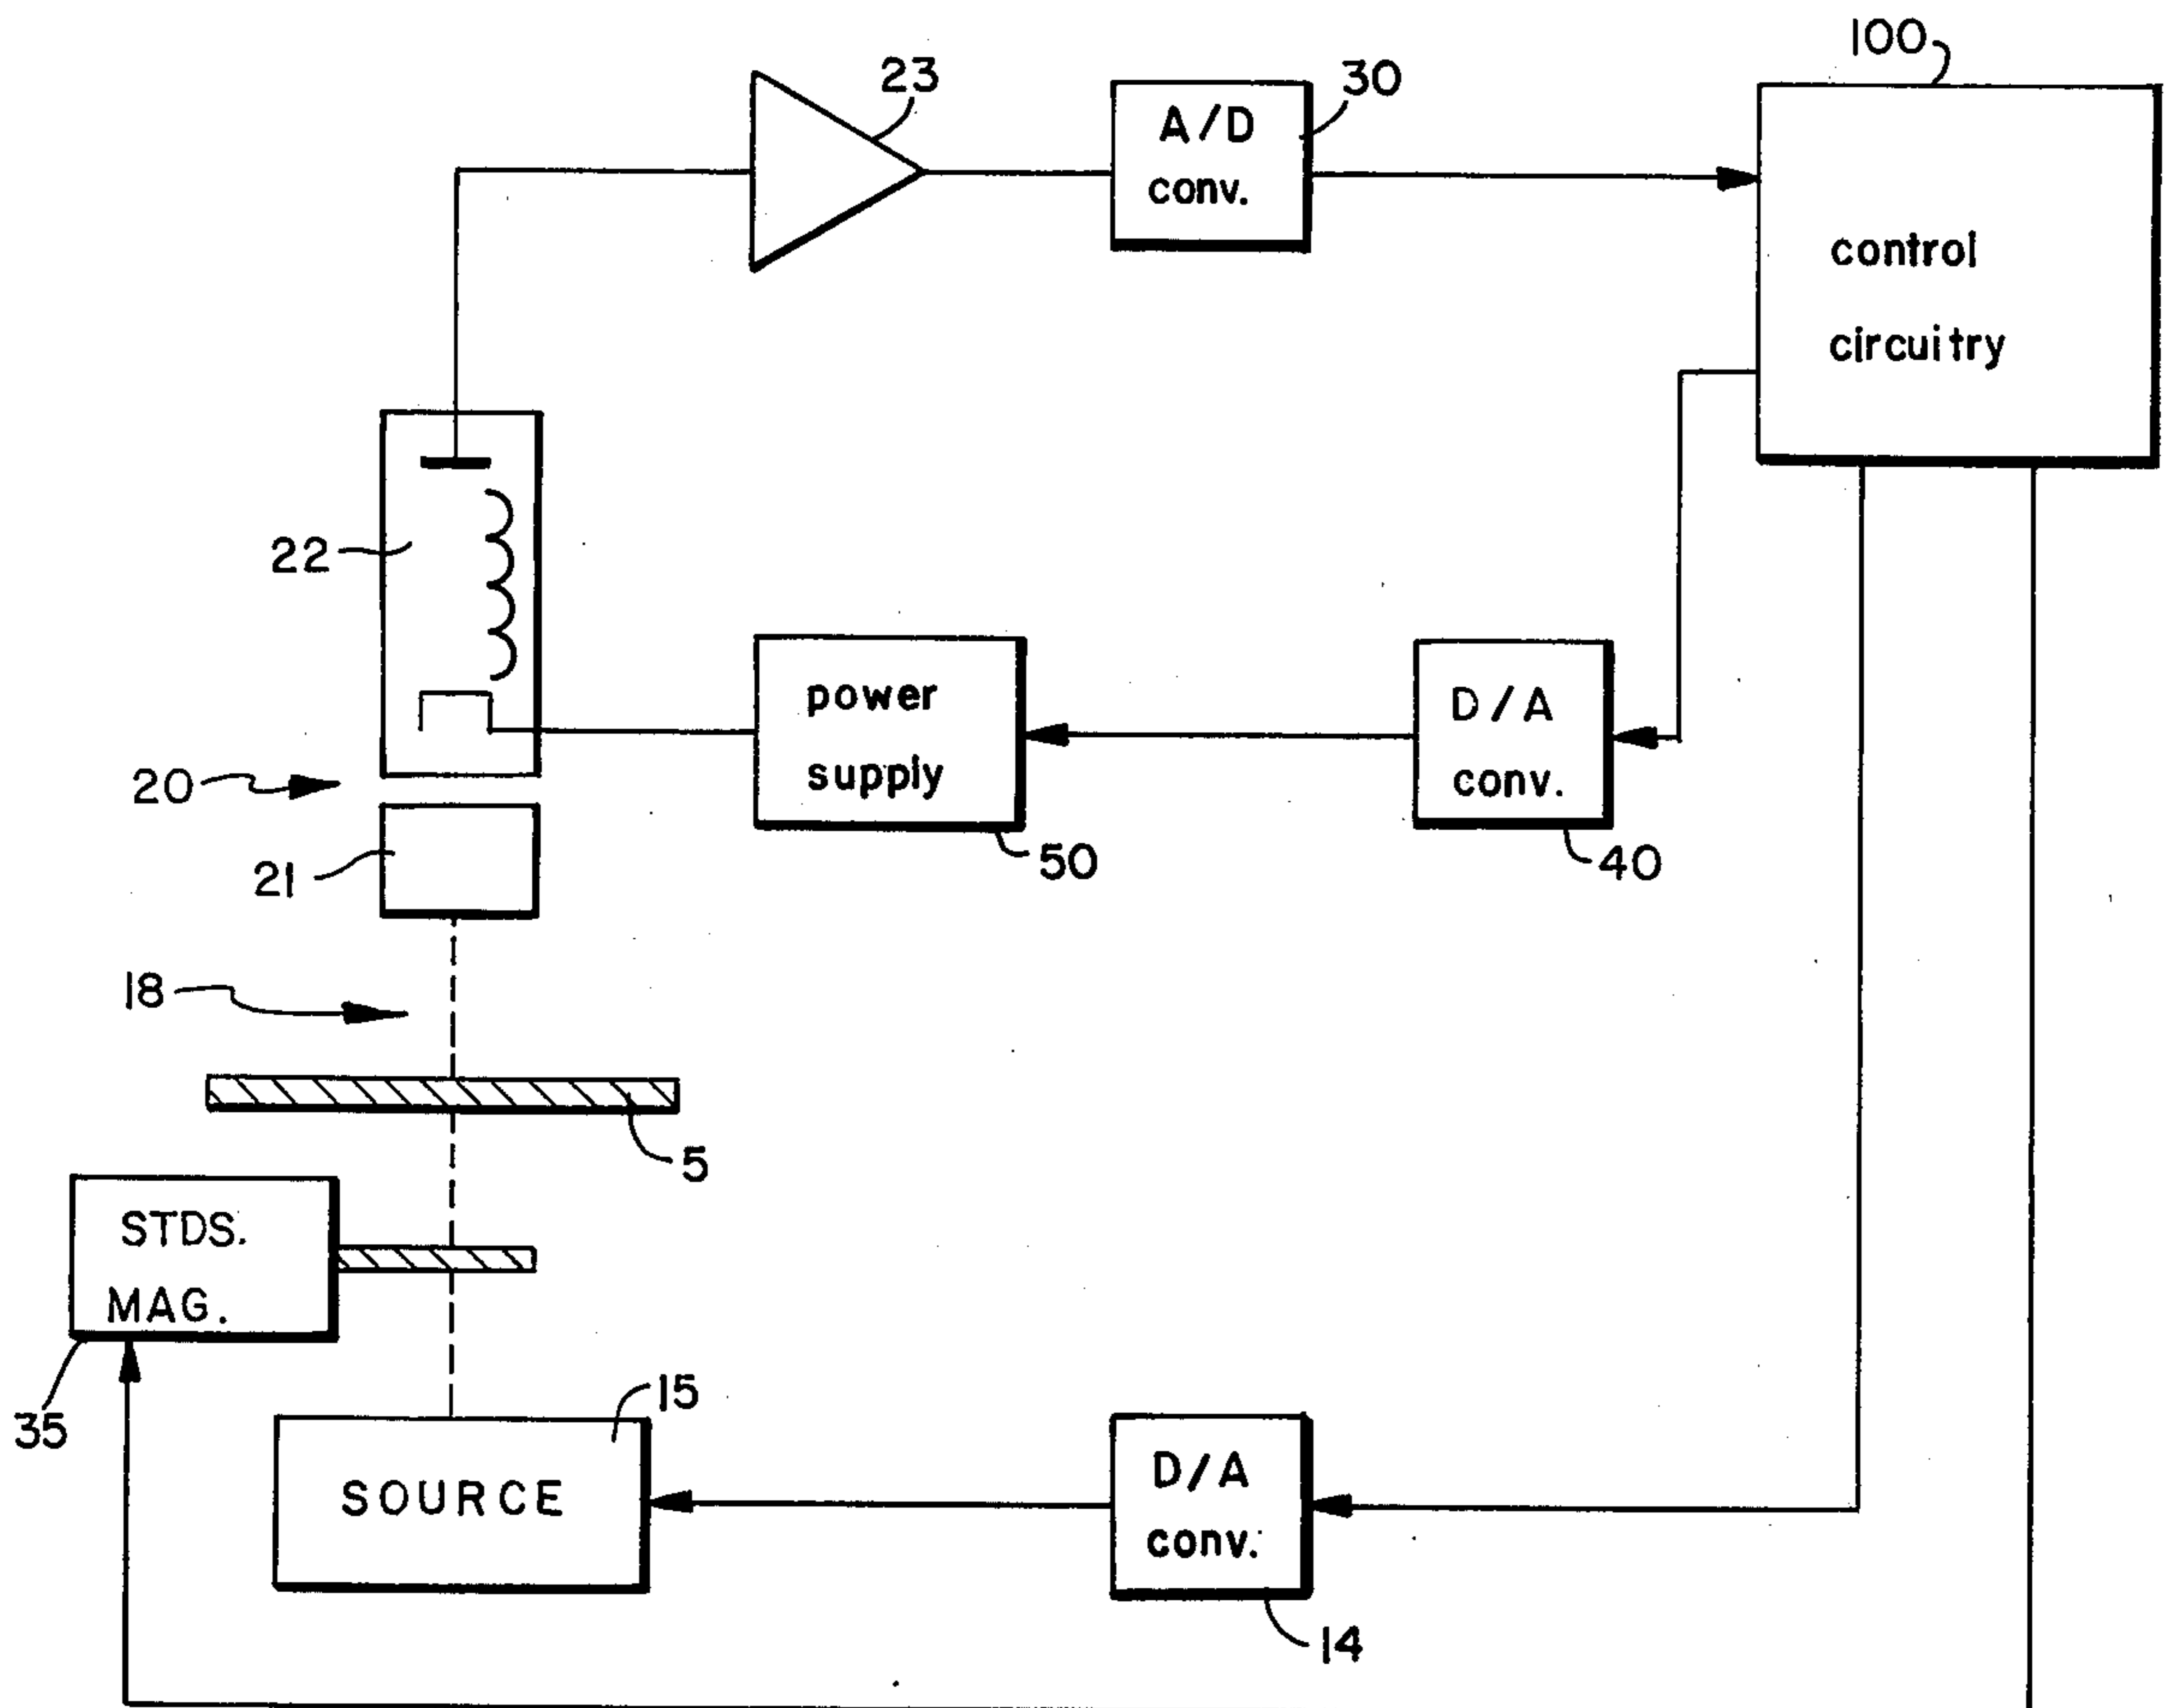 100
23
30
A/D
conv.
control
circuitry
22
power
supply
D/A
conv.
20
50
40
21
18
5
STDS.
MAG.
15
35
SOURCE
D/A
conv.
14